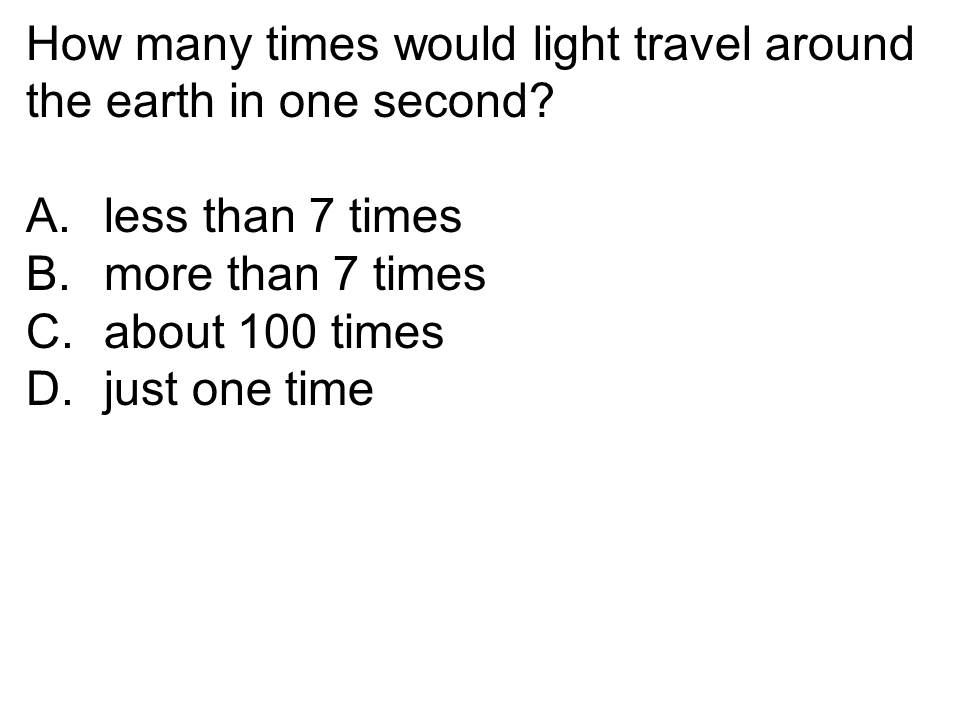 How many times would light travel around
the earth in one second?
A. less than 7 times
B. more than 7 times
C. about 100 times
D. just one time